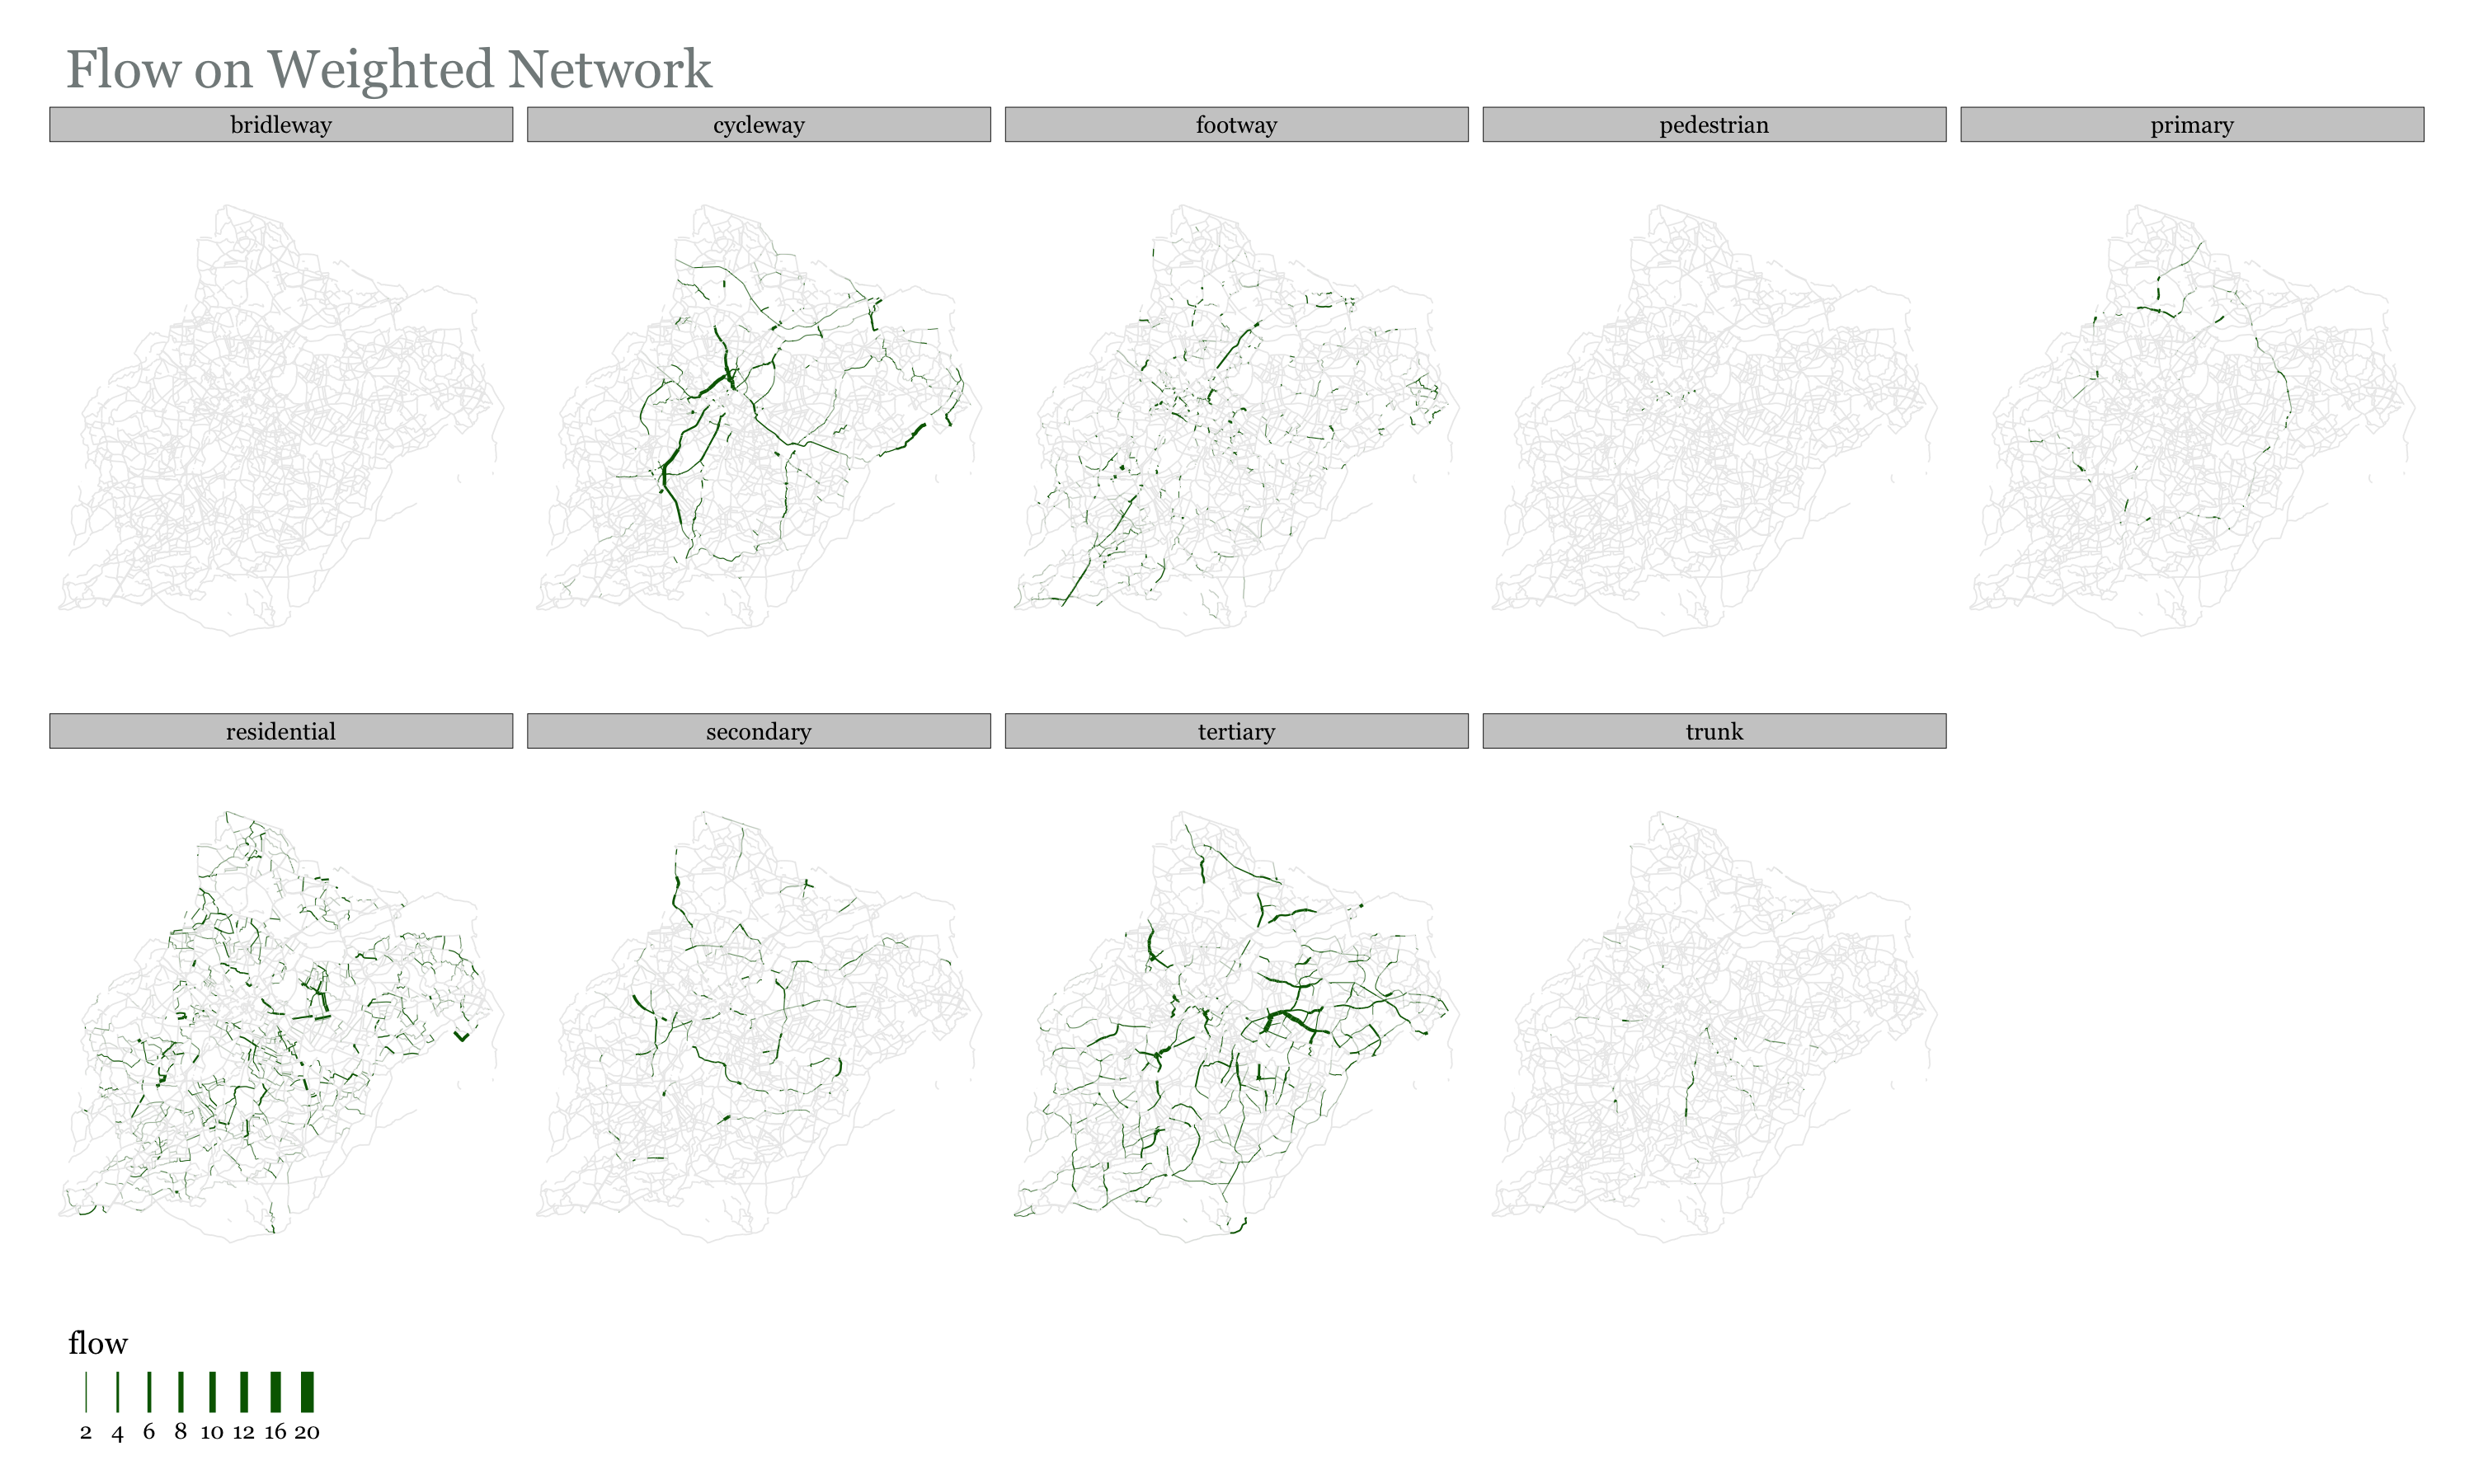 Flow on Weighted Network
bridleway cycleway footway pedestrian primary
residential secondary tertiary trunk
flow
2 4 6 8 10 12 16 20